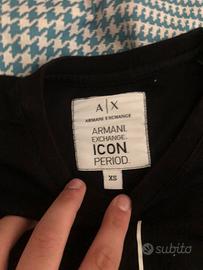 A|X
ARMANI EXCHANGE
ARMANI.
EXCHANGE.
ICON
PERIOD.
XS
subito